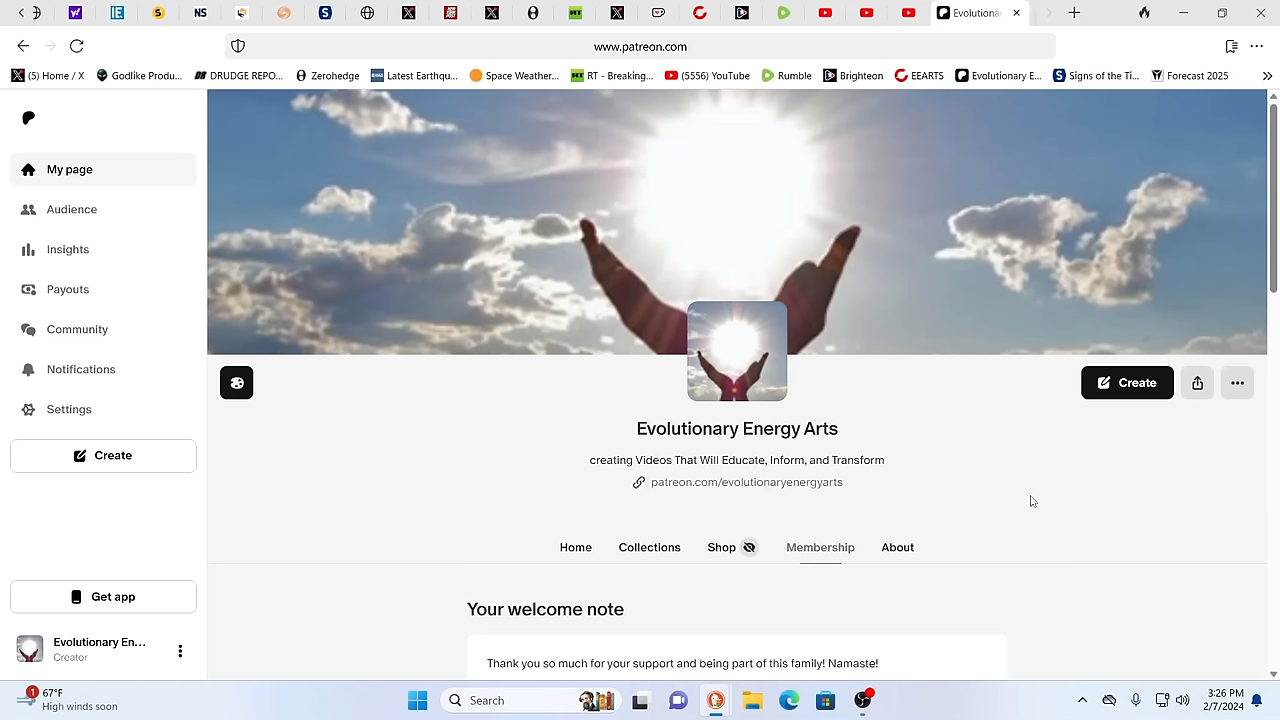 Evolutiona
www.patreon.com
(5) Home / X
Godlike Produ...
DRUDGE REPO...
Zerohedge
Latest Earthqu...
Space Weather...
RT - Breaking...
(5556) YouTube
Rumble
Brighteon
EEARTS
Evolutionary E...
Signs of the Ti...
Forecast 2025
My page
Audience
Insights
Payouts
Community
Notifications
Settings
Create
Create
Evolutionary Energy Arts
creating Videos That Will Educate, Inform, and Transform
patreon.com/evolutionaryenergyarts
Home Collections Shop Membership About
Your welcome note
Thank you so much for your support and being part of this family! Namaste!
Get app
Evolutionary En...
Creator
1
67°F
High winds soon
Search
3:26 PM
2/7/2024